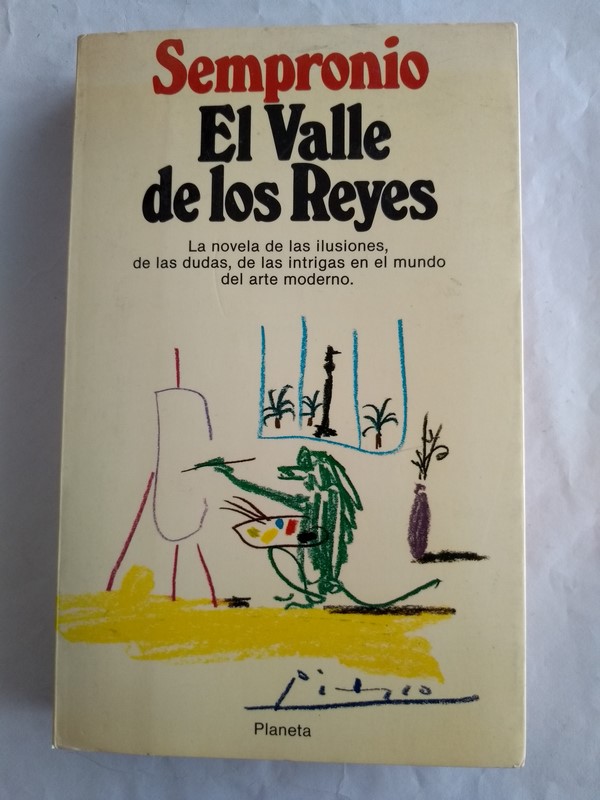 Sempronio
El Valle
de los Reyes
La novela de las ilusiones,
de las dudas, de las intrigas en el mundo
del arte moderno.
Planeta